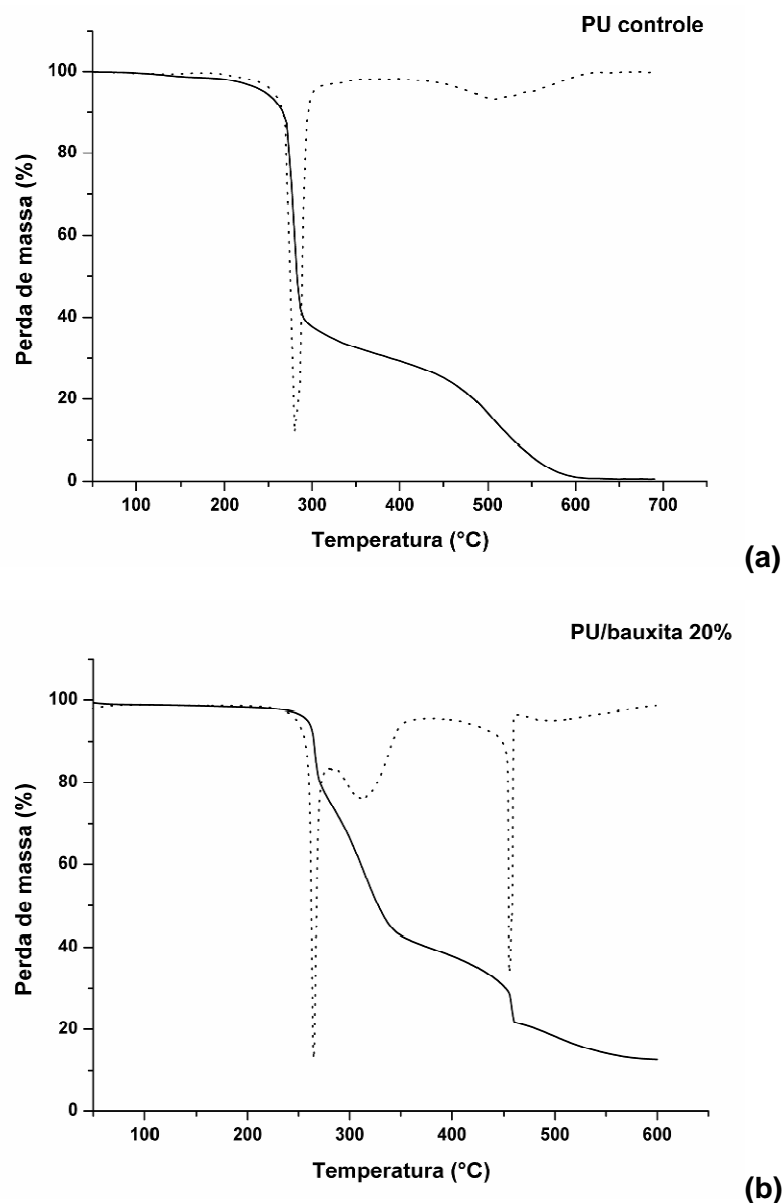 PU controle
Perda de massa (%)
100
80
60
40
20
0
100 200 300 400 500 600 700
Temperatura (°C)
(a)
PU/bauxita 20%
Perda de massa (%)
100
80
60
40
20
0
100 200 300 400 500 600
Temperatura (°C)
(b)